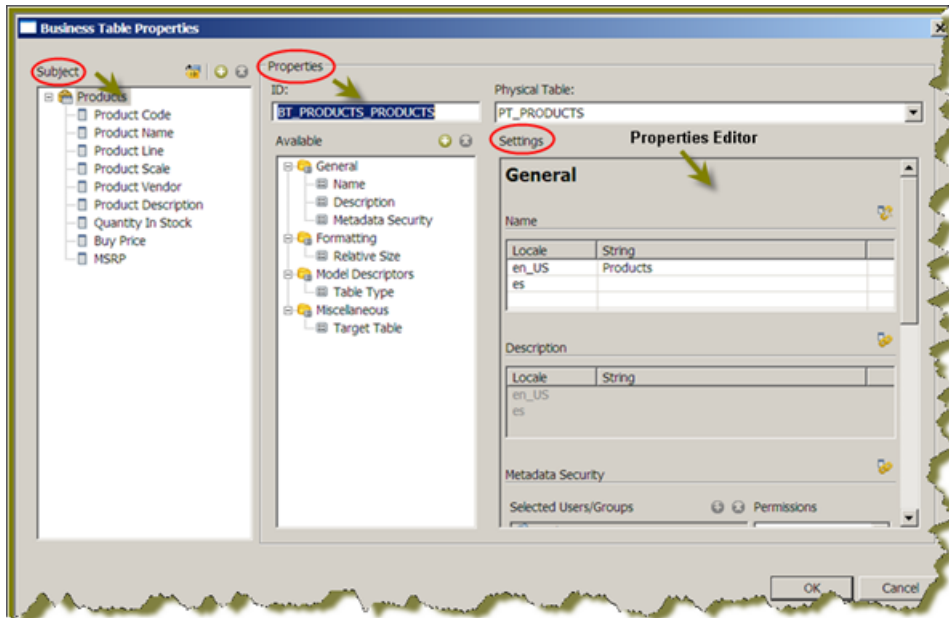 Business Table Properties
Subject
Products
Product Code
Product Name
Product Line
Product Scale
Product Vendor
Product Description
Quantity In Stock
Buy Price
MSRP
Properties
ID:
BT_PRODUCTS_PRODUCTS
Physical Table:
PT_PRODUCTS
Available
General
Name
Description
Metadata Security
Formatting
Relative Size
Model Descriptors
Table Type
Miscellaneous
Target Table
Settings
Properties Editor
General
Name
Locale String
en_US Products
es
Description
Locale String
en_US
es
Metadata Security
Selected Users/Groups Permissions
OK Cancel